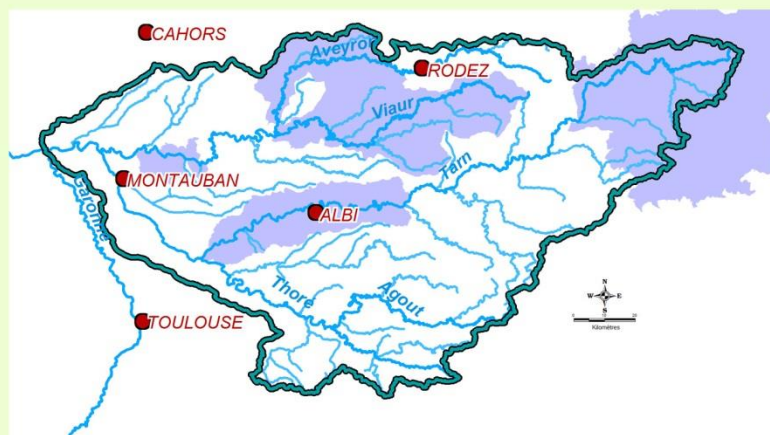 CAHORS
Aveyron
RODEZ
Viaur
Tarn
MONTAUBAN
Garonne
ALBI
Thore
Agout
TOULOUSE
N
W E
S
Kilomètres